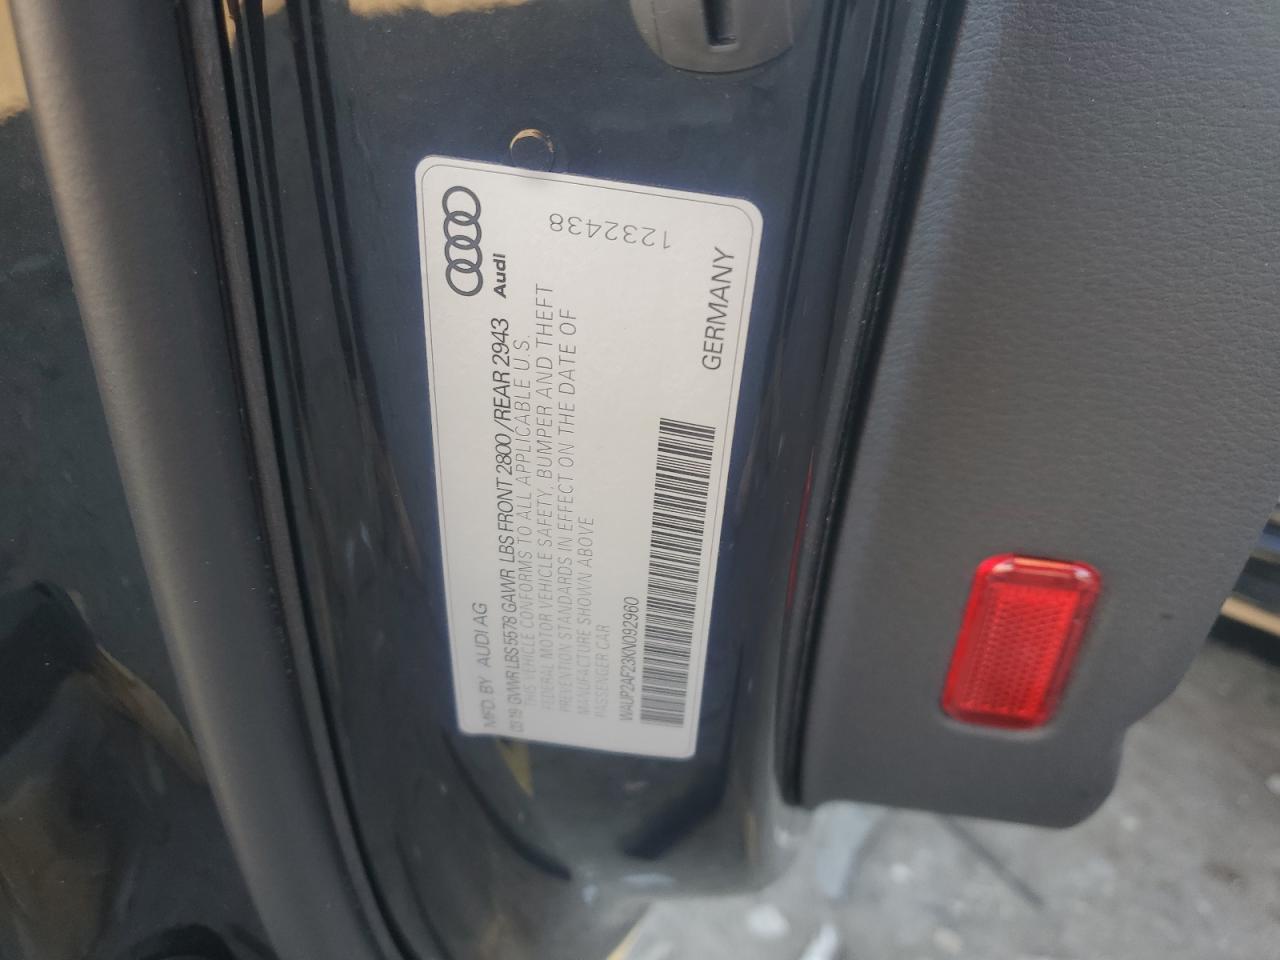 MFD. BY AUDI AG
03/19 GVWR LBS 5578 GAWR LBS FRONT 2800/REAR 2943
THIS VEHICLE CONFORMS TO ALL APPLICABLE U.S.
FEDERAL MOTOR VEHICLE SAFETY, BUMPER AND THEFT
PREVENTION STANDARDS IN EFFECT ON THE DATE OF
MANUFACTURE SHOWN ABOVE
PASSENGER CAR
WAUP2AF23KN092960
Audi
GERMANY
1232438